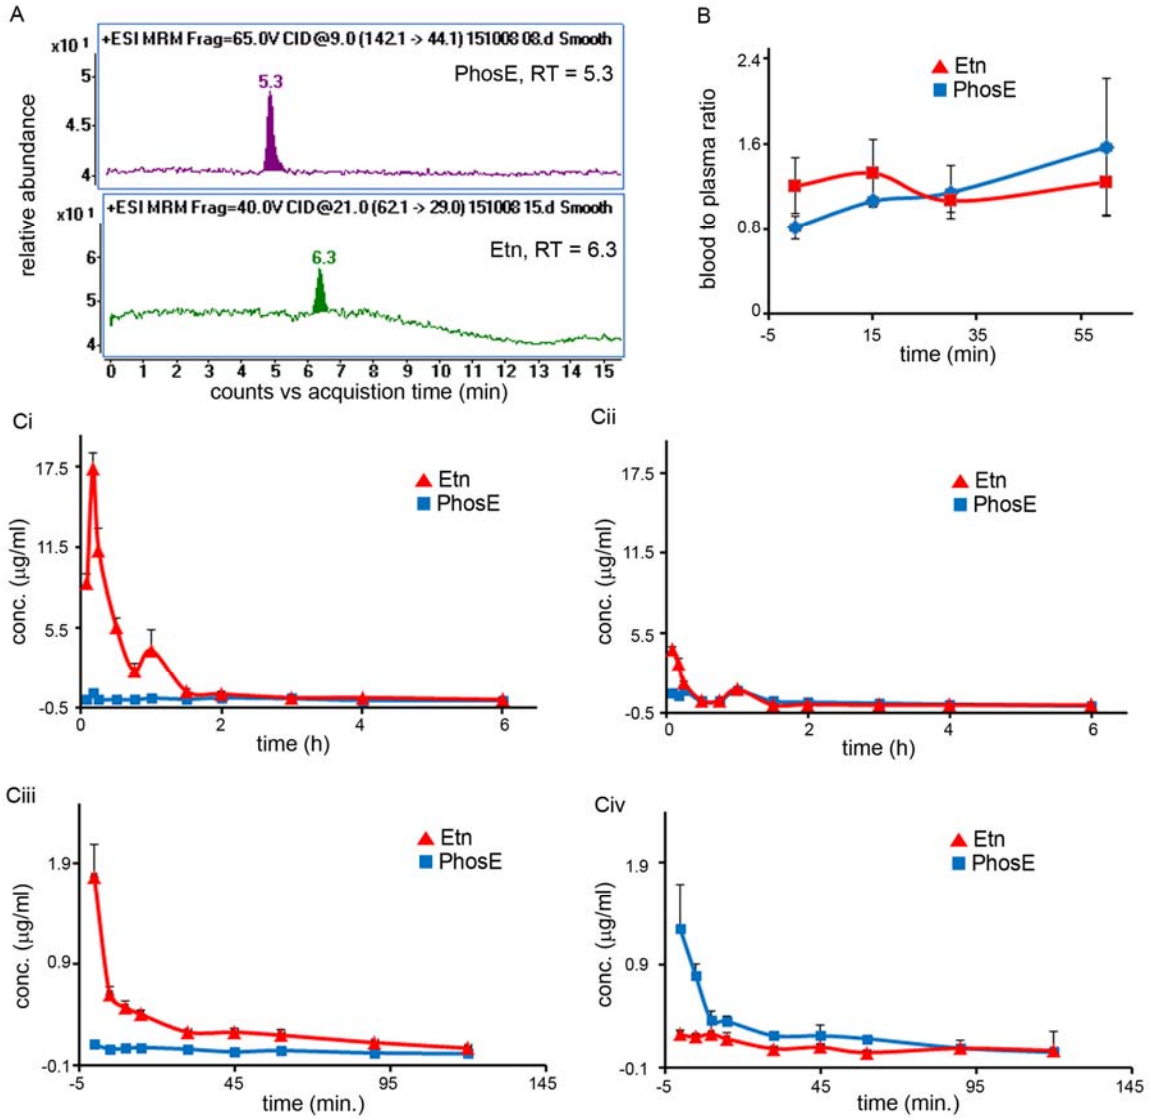 A
+ESI MRM Frag=65.0V CID@9.0 (142.1 -> 44.1) 151008 08.d Smooth
PhosE, RT = 5.3
x10 1
5
4.5
4
5.3
relative abundance
+ESI MRM Frag=40.0V CID@21.0 (62.1 -> 29.0) 151008 15.d Smooth
Etn, RT = 6.3
x10 1
6
5
4
6.3
0 1 2 3 4 5 6 7 8 9 10 11 12 13 14 15
counts vs acquistion time (min)
B
Etn
PhosE
blood to plasma ratio
2.4
1.6
0.8
0
-5 15 35 55
time (min)
Ci
Etn
PhosE
conc. (µg/ml)
17.5
11.5
5.5
-0.5
0 2 4 6
time (h)
Cii
Etn
PhosE
conc. (µg/ml)
17.5
11.5
5.5
-0.5
0 2 4 6
time (h)
Ciii
Etn
PhosE
conc. (µg/ml)
1.9
0.9
-0.1
-5 45 95 145
time (min.)
Civ
Etn
PhosE
conc. (µg/ml)
1.9
0.9
-0.1
-5 45 95 145
time (min.)